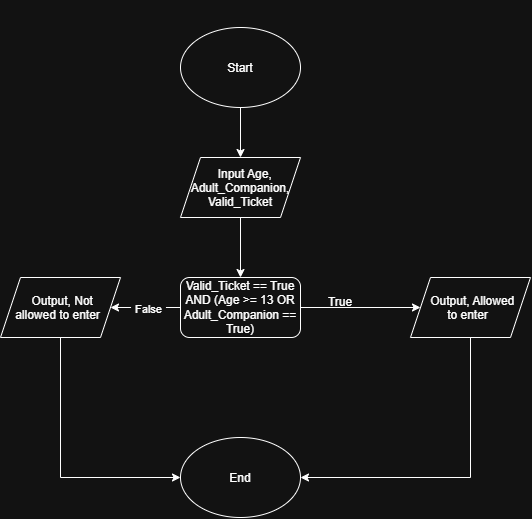 Start
Input Age,
Adult_Companion,
Valid_Ticket
Valid_Ticket == True
AND (Age >= 13 OR
Adult_Companion ==
True)
Output, Not
allowed to enter
False
True
Output, Allowed
to enter
End